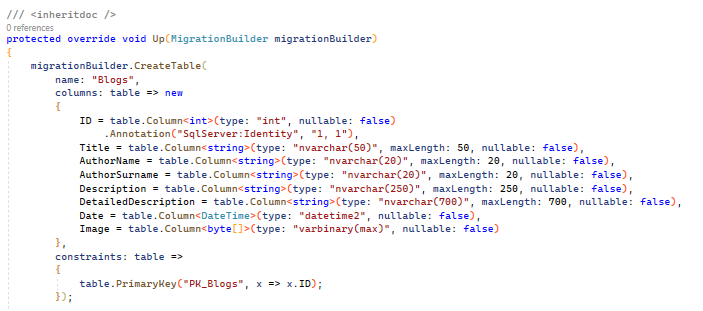 /// <inheritdoc />
0 references
protected override void Up(MigrationBuilder migrationBuilder)
{
    migrationBuilder.CreateTable(
        name: "Blogs",
        columns: table => new
        {
            ID = table.Column<int>(type: "int", nullable: false)
                .Annotation("SqlServer:Identity", "1, 1"),
            Title = table.Column<string>(type: "nvarchar(50)", maxLength: 50, nullable: false),
            AuthorName = table.Column<string>(type: "nvarchar(20)", maxLength: 20, nullable: false),
            AuthorSurname = table.Column<string>(type: "nvarchar(20)", maxLength: 20, nullable: false),
            Description = table.Column<string>(type: "nvarchar(250)", maxLength: 250, nullable: false),
            DetailedDescription = table.Column<string>(type: "nvarchar(700)", maxLength: 700, nullable: false),
            Date = table.Column<DateTime>(type: "datetime2", nullable: false),
            Image = table.Column<byte[]>(type: "varbinary(max)", nullable: false)
        },
        constraints: table =>
        {
            table.PrimaryKey("PK_Blogs", x => x.ID);
        });